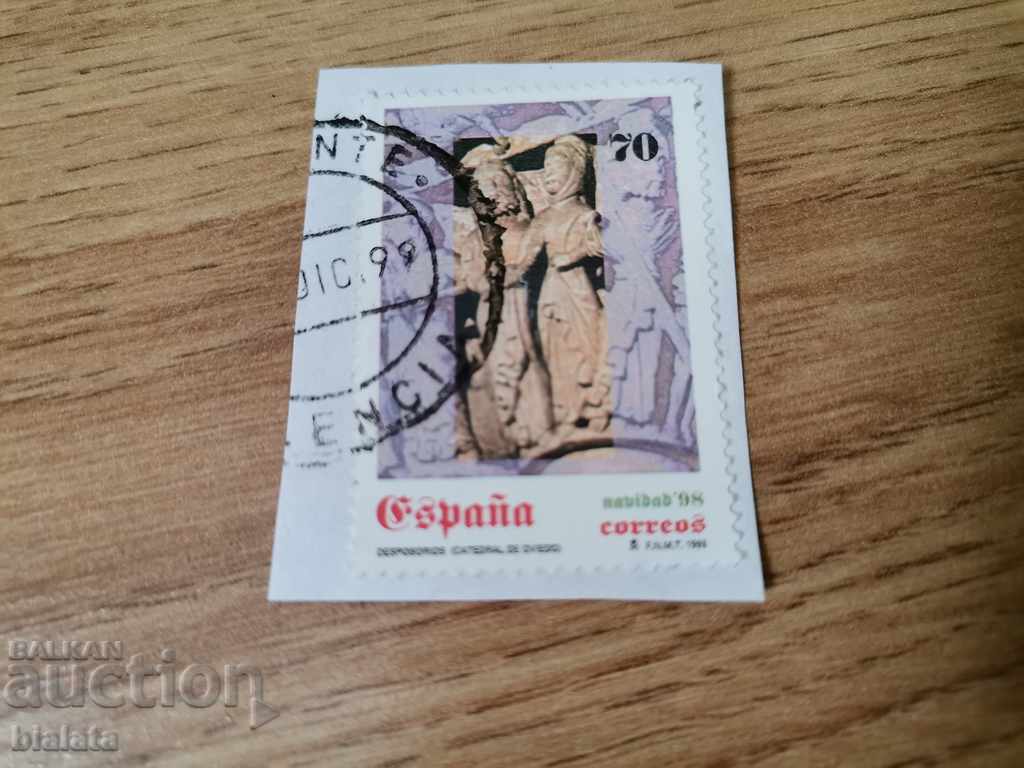 NTE.
70
DIC.99
ENCIA
España
navidad'98
correos
DESPOSORIOS (CATEDRAL DE OVIEDO)
F.N.M.T. 1998
BALKAN
auction
bialata